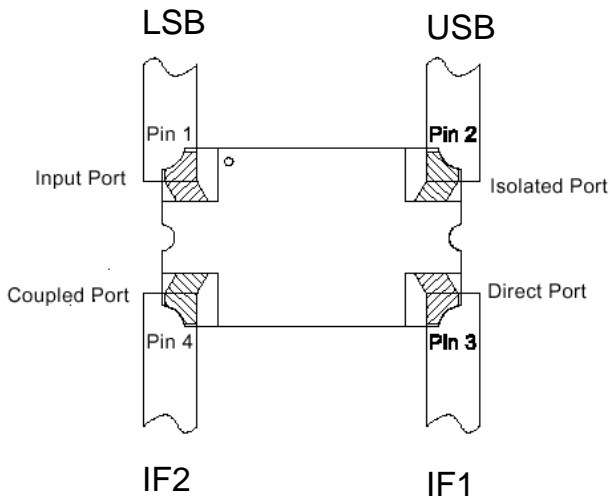 LSB
USB
Pin 1
Pin 2
Input Port
Isolated Port
Coupled Port
Direct Port
Pin 4
Pin 3
IF2
IF1